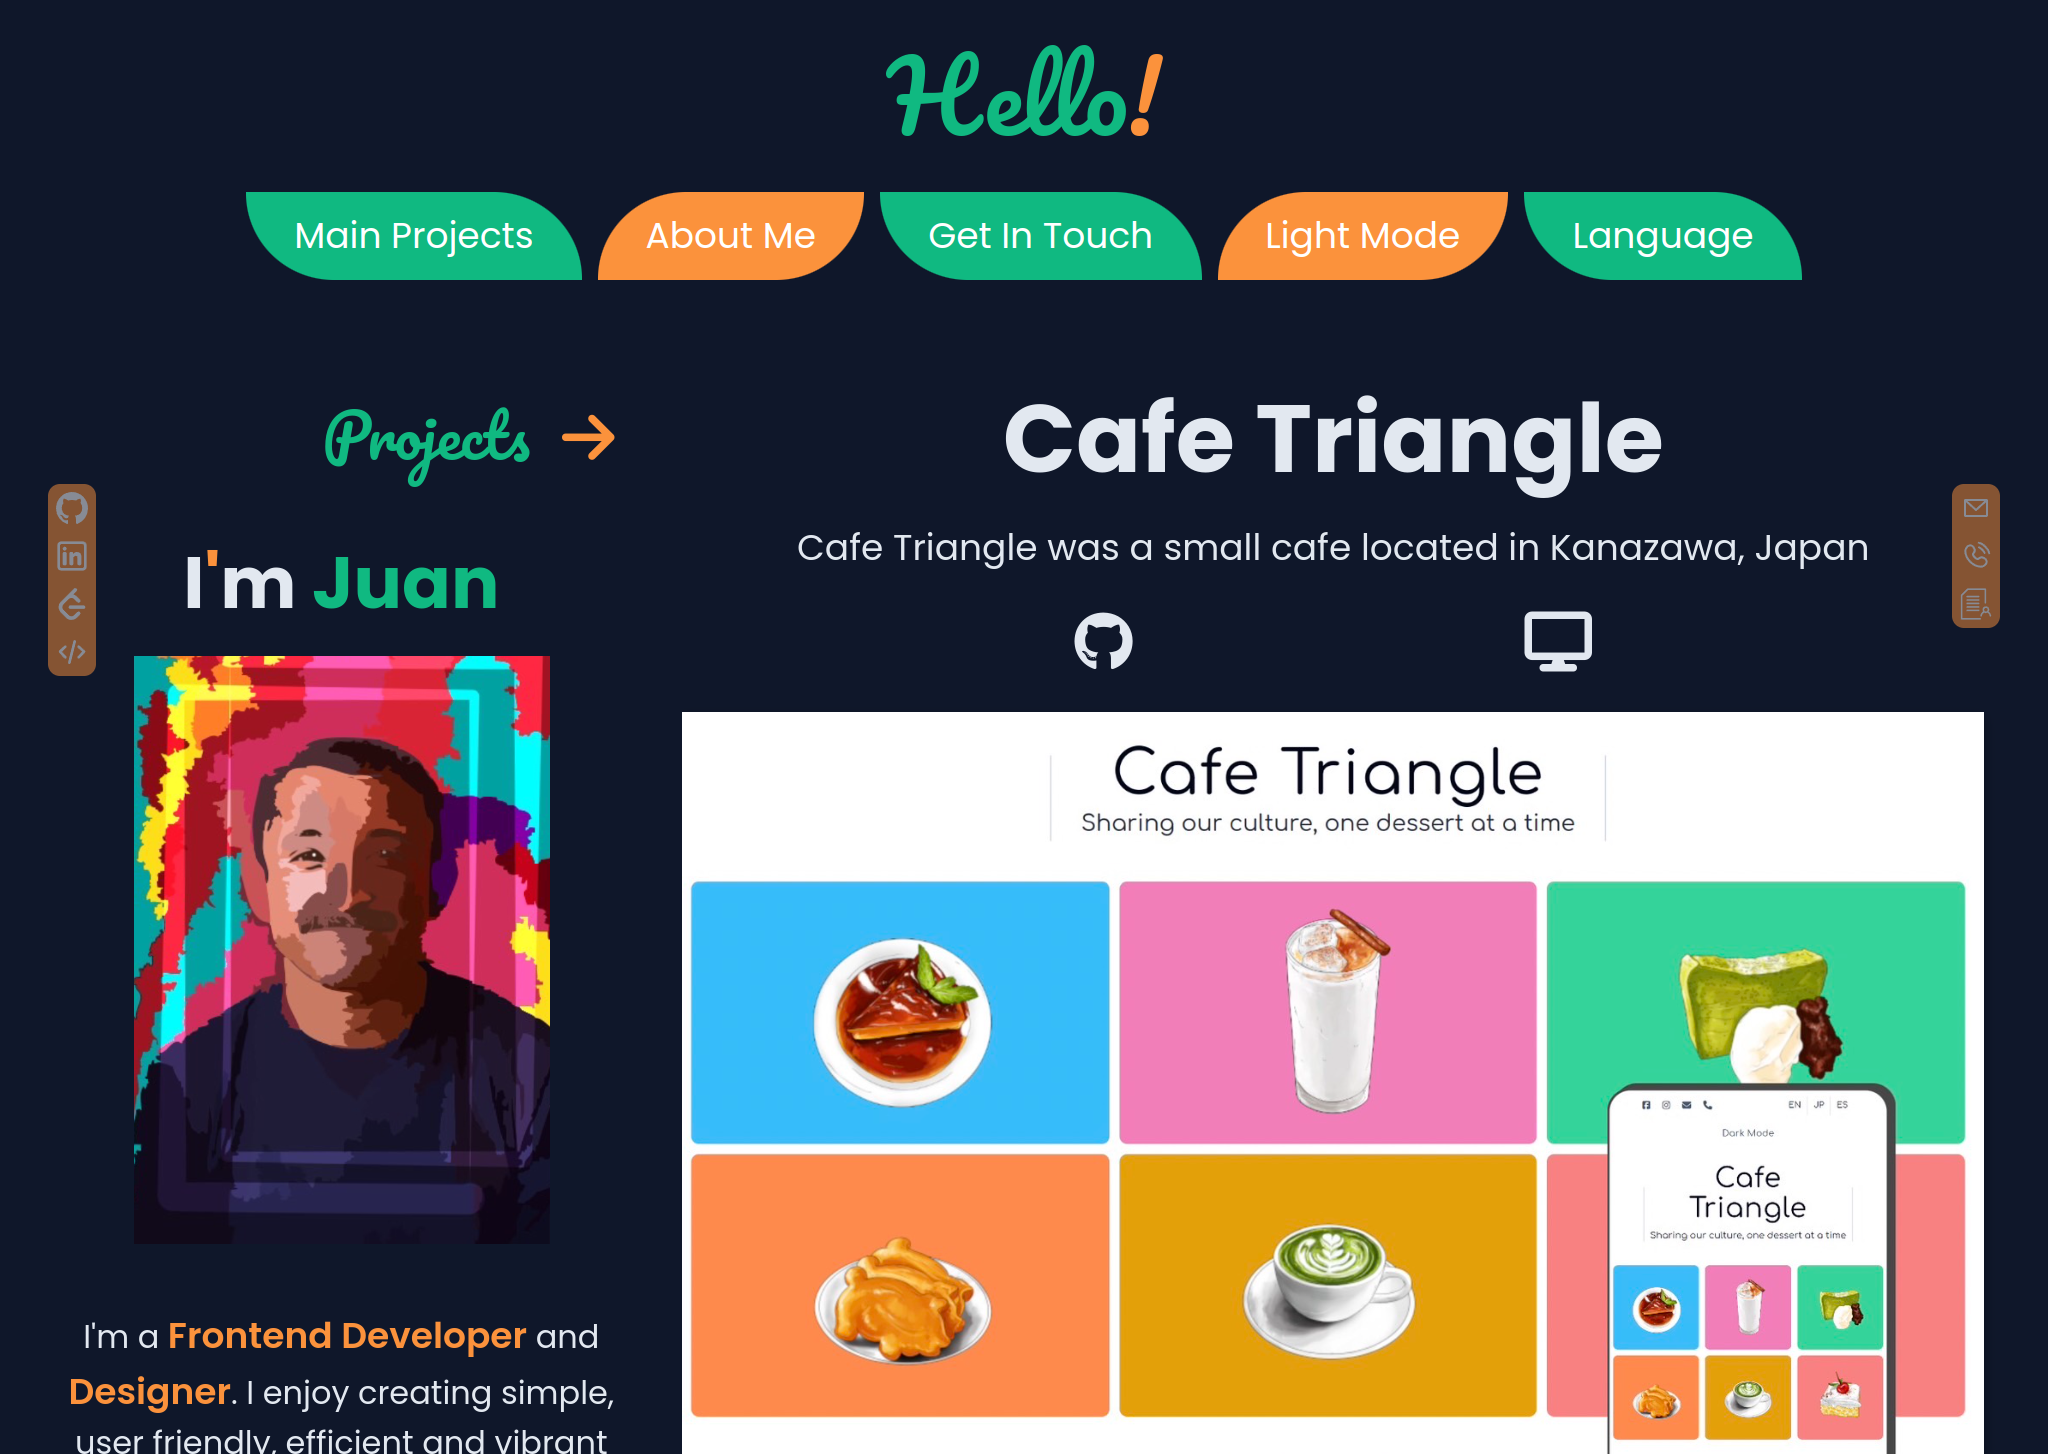 Hello!
Main Projects
About Me
Get In Touch
Light Mode
Language
Projects
I'm Juan
I'm a Frontend Developer and
Designer. I enjoy creating simple,
user friendly, efficient and vibrant
Cafe Triangle
Cafe Triangle was a small cafe located in Kanazawa, Japan
Cafe Triangle
Sharing our culture, one dessert at a time
EN JP ES
Dark Mode
Cafe
Triangle
Sharing our culture, one dessert at a time